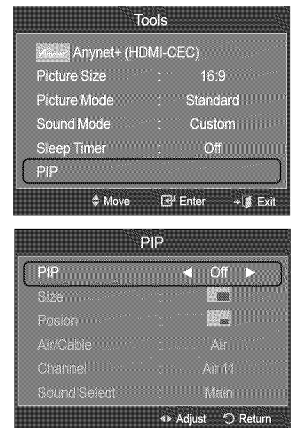 Tools
Anynet+ (HDMI-CEC)
Picture Size : 16:9
Picture Mode : Standard
Sound Mode : Custom
Sleep Timer : Off
PIP
Move Enter Exit
PIP
PIP ◄ Off ►
Size :
Posion :
Air/Cable : Air
Channel : Air 11
Sound Select : Main
Adjust Return